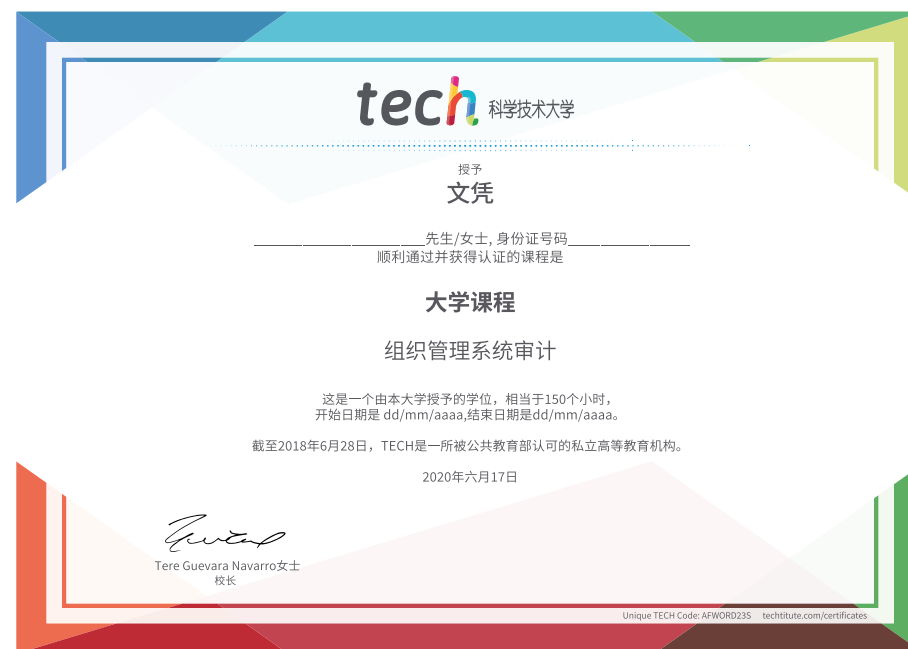 tech 科学技术大学
授予
文凭
_____________________先生/女士, 身份证号码_______________
顺利通过并获得认证的课程是
大学课程
组织管理系统审计
这是一个由本大学授予的学位，相当于150个小时，
开始日期是 dd/mm/aaaa,结束日期是dd/mm/aaaa。
截至2018年6月28日，TECH是一所被公共教育部认可的私立高等教育机构。
2020年六月17日
Tere Guevara Navarro女士
校长
Unique TECH Code: AFWORD23S techtitute.com/certificates